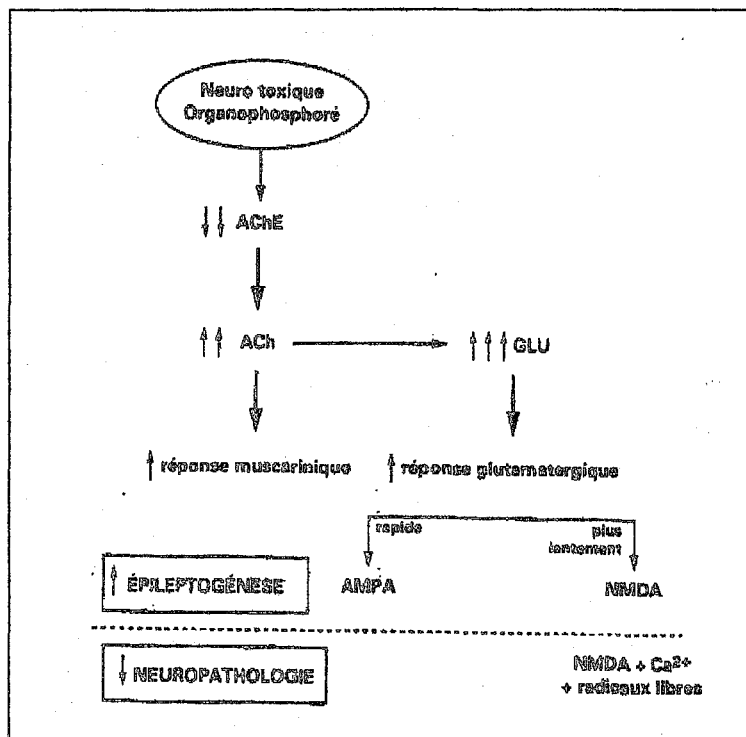 Neuro toxique
Organophosphoré
↓↓ AChE
↑↑ ACh
↑↑↑ GLU
↑ réponse muscarinique
↑ réponse glutamatergique
rapide
plus
lentement
↑ ÉPILEPTOGÉNESE
AMPA
NMDA
↓ NEUROPATHOLOGIE
NMDA + Ca²⁺
+ radicaux libres